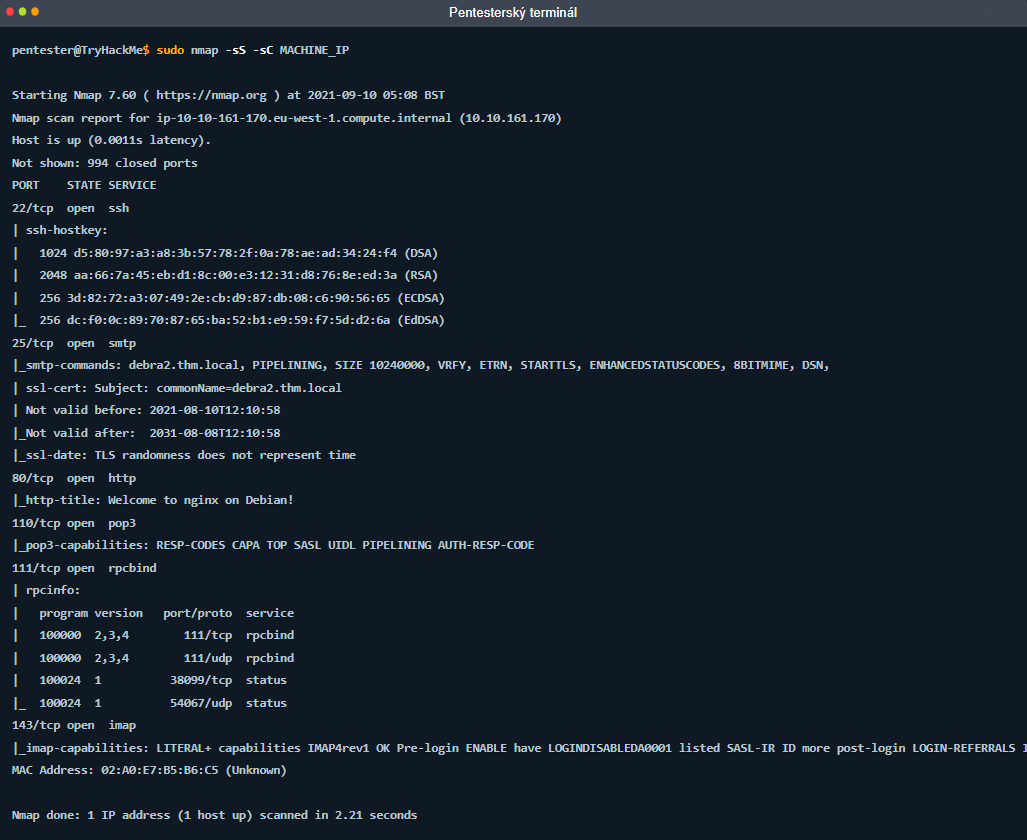 Pentesterský terminál
pentester@TryHackMe$ sudo nmap -sS -sC MACHINE_IP
Starting Nmap 7.60 ( https://nmap.org ) at 2021-09-10 05:08 BST
Nmap scan report for ip-10-10-161-170.eu-west-1.compute.internal (10.10.161.170)
Host is up (0.0011s latency).
Not shown: 994 closed ports
PORT    STATE SERVICE
22/tcp  open  ssh
| ssh-hostkey:
|   1024 d5:80:97:a3:a8:3b:57:78:2f:0a:78:ae:ad:34:24:f4 (DSA)
|   2048 aa:66:7a:45:eb:d1:8c:00:e3:12:31:d8:76:8e:ed:3a (RSA)
|   256 3d:82:72:a3:07:49:2e:cb:d9:87:db:08:c6:90:56:65 (ECDSA)
|_  256 dc:f0:0c:89:70:87:65:ba:52:b1:e9:59:f7:5d:d2:6a (EdDSA)
25/tcp  open  smtp
|_smtp-commands: debra2.thm.local, PIPELINING, SIZE 10240000, VRFY, ETRN, STARTTLS, ENHANCEDSTATUSCODES, 8BITMIME, DSN,
| ssl-cert: Subject: commonName=debra2.thm.local
| Not valid before: 2021-08-10T12:10:58
|_Not valid after:  2031-08-08T12:10:58
|_ssl-date: TLS randomness does not represent time
80/tcp  open  http
|_http-title: Welcome to nginx on Debian!
110/tcp open  pop3
|_pop3-capabilities: RESP-CODES CAPA TOP SASL UIDL PIPELINING AUTH-RESP-CODE
111/tcp open  rpcbind
| rpcinfo:
|   program version   port/proto  service
|   100000  2,3,4        111/tcp  rpcbind
|   100000  2,3,4        111/udp  rpcbind
|   100024  1          38099/tcp  status
|_  100024  1          54067/udp  status
143/tcp open  imap
|_imap-capabilities: LITERAL+ capabilities IMAP4rev1 OK Pre-login ENABLE have LOGINDISABLEDA0001 listed SASL-IR ID more post-login LOGIN-REFERRALS
MAC Address: 02:A0:E7:B5:B6:C5 (Unknown)
Nmap done: 1 IP address (1 host up) scanned in 2.21 seconds